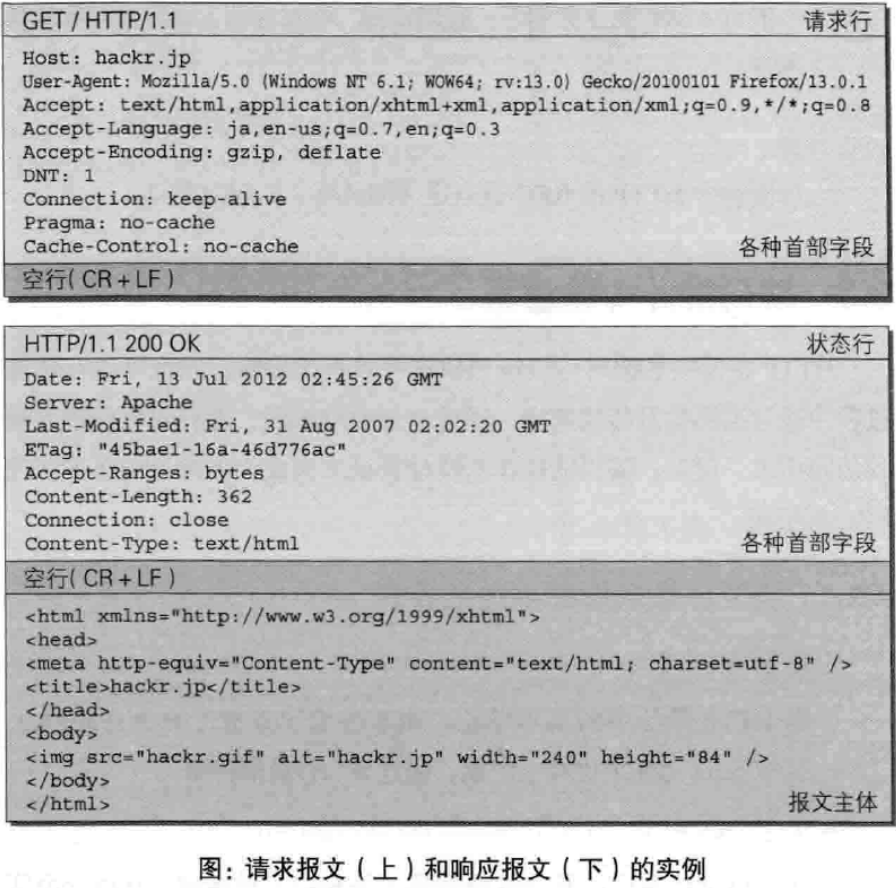 GET / HTTP/1.1 请求行
Host: hackr.jp
User-Agent: Mozilla/5.0 (Windows NT 6.1; WOW64; rv:13.0) Gecko/20100101 Firefox/13.0.1
Accept: text/html,application/xhtml+xml,application/xml;q=0.9,*/*;q=0.8
Accept-Language: ja,en-us;q=0.7,en;q=0.3
Accept-Encoding: gzip, deflate
DNT: 1
Connection: keep-alive
Pragma: no-cache
Cache-Control: no-cache 各种首部字段
空行( CR + LF )
HTTP/1.1 200 OK 状态行
Date: Fri, 13 Jul 2012 02:45:26 GMT
Server: Apache
Last-Modified: Fri, 31 Aug 2007 02:02:20 GMT
ETag: "45bae1-16a-46d776ac"
Accept-Ranges: bytes
Content-Length: 362
Connection: close
Content-Type: text/html 各种首部字段
空行( CR + LF )
<html xmlns="http://www.w3.org/1999/xhtml">
<head>
<meta http-equiv="Content-Type" content="text/html; charset=utf-8" />
<title>hackr.jp</title>
</head>
<body>
<img src="hackr.gif" alt="hackr.jp" width="240" height="84" />
</body>
</html> 报文主体
图: 请求报文（上）和响应报文（下）的实例